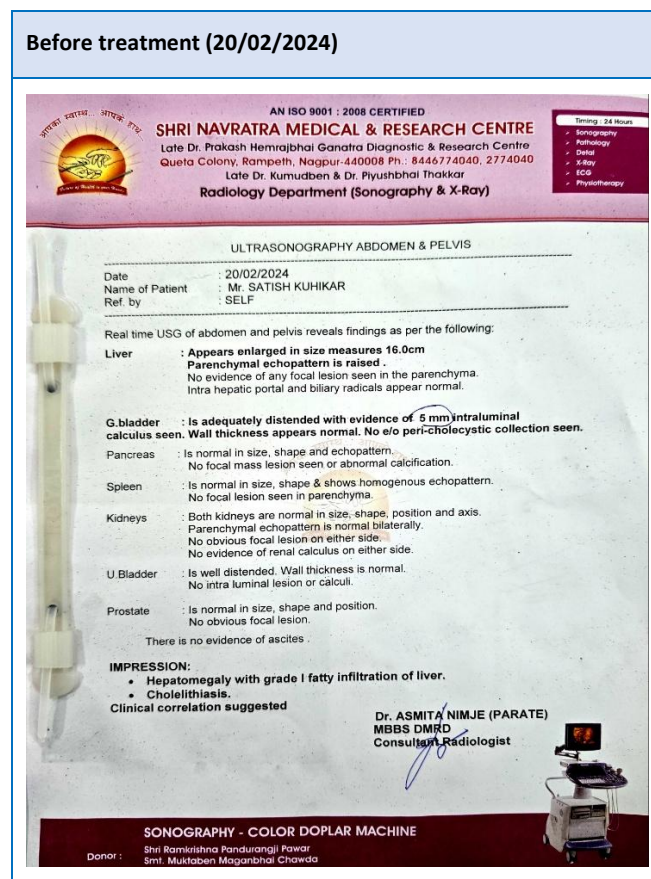 Before treatment (20/02/2024)
आपका स्वास्थ... आपके हाथ
AN ISO 9001 : 2008 CERTIFIED
SHRI NAVRATRA MEDICAL & RESEARCH CENTRE
Late Dr. Prakash Hemrajbhai Ganatra Diagnostic & Research Centre
Queta Colony, Rampeth, Nagpur-440008 Ph.: 8446774040, 2774040
Late Dr. Kumudben & Dr. Piyushbhai Thakkar
Radiology Department (Sonography & X-Ray)
Timing : 24 Hours
Sonography
Pathology
Detal
X-Ray
ECG
Physiotherapy
ULTRASONOGRAPHY ABDOMEN & PELVIS
Date : 20/02/2024
Name of Patient : Mr. SATISH KUHIKAR
Ref. by : SELF
Real time USG of abdomen and pelvis reveals findings as per the following:
Liver : Appears enlarged in size measures 16.0cm
Parenchymal echopattern is raised .
No evidence of any focal lesion seen in the parenchyma.
Intra hepatic portal and biliary radicals appear normal.
G.bladder : Is adequately distended with evidence of 5 mm intraluminal
calculus seen. Wall thickness appears normal. No e/o peri-cholecystic collection seen.
Pancreas : Is normal in size, shape and echopattern.
No focal mass lesion seen or abnormal calcification.
Spleen : Is normal in size, shape & shows homogenous echopattern.
No focal lesion seen in parenchyma.
Kidneys : Both kidneys are normal in size, shape, position and axis.
Parenchymal echopattern is normal bilaterally.
No obvious focal lesion on either side.
No evidence of renal calculus on either side.
U.Bladder : Is well distended. Wall thickness is normal.
No intra luminal lesion or calculi.
Prostate : Is normal in size, shape and position.
No obvious focal lesion.
There is no evidence of ascites .
IMPRESSION:
• Hepatomegaly with grade I fatty infiltration of liver.
• Cholelithiasis.
Clinical correlation suggested
Dr. ASMITA NIMJE (PARATE)
MBBS DMRD
Consultant Radiologist
SONOGRAPHY - COLOR DOPLAR MACHINE
Donor : Shri Ramkrishna Pandurangji Pawar
Smt. Muktaben Maganbhai Chawda